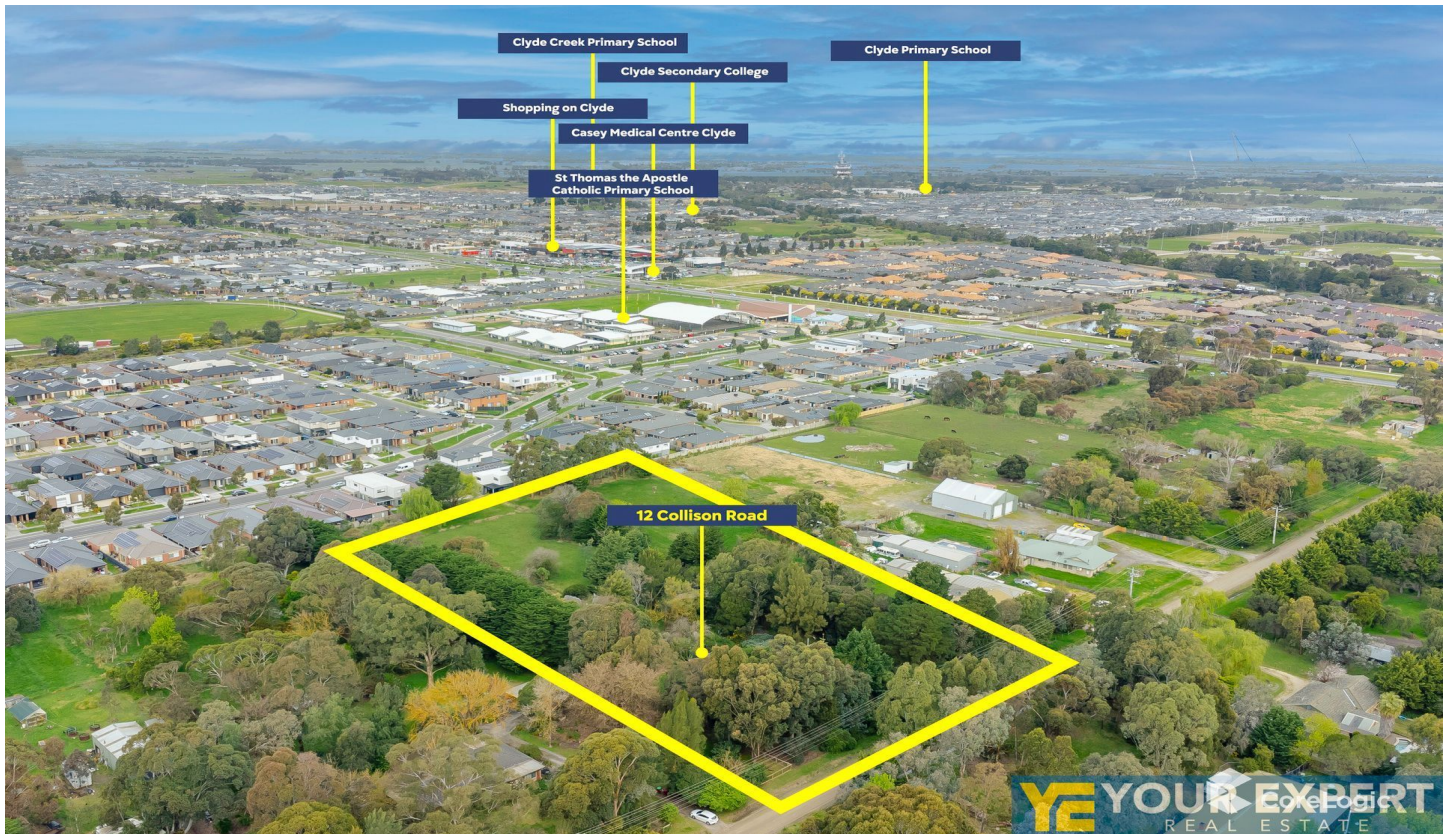 Clyde Creek Primary School
Clyde Primary School
Clyde Secondary College
Shopping on Clyde
Casey Medical Centre Clyde
St Thomas the Apostle
Catholic Primary School
12 Collison Road
YE YOUR EXPERT
CoreLogic
REAL ESTATE